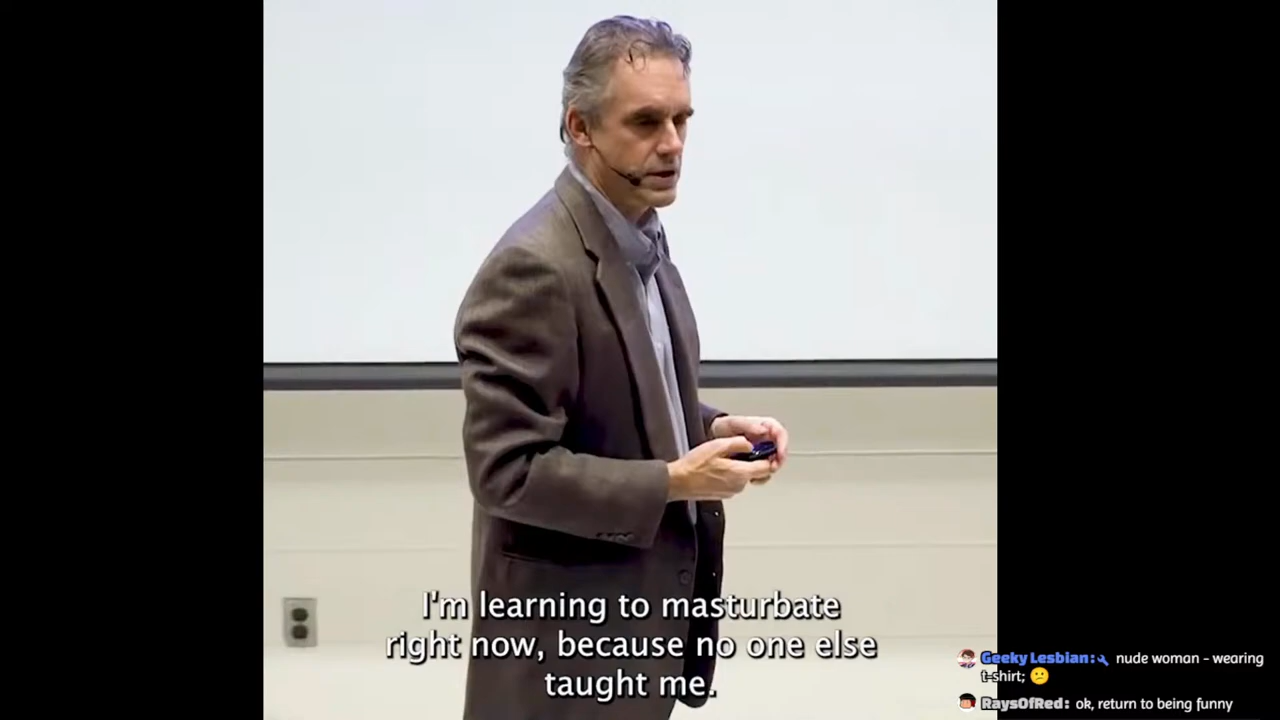 I'm learning to masturbate
right now, because no one else
taught me.
Geeky Lesbian: nude woman - wearing
t-shirt; 😕
RaysOfRed: ok, return to being funny